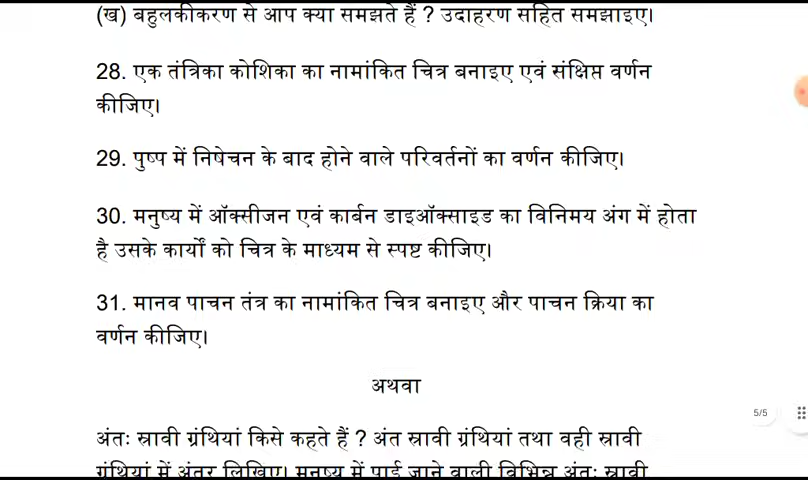 (ख) बहुलकीकरण से आप क्या समझते हैं ? उदाहरण सहित समझाइए।
28. एक तंत्रिका कोशिका का नामांकित चित्र बनाइए एवं संक्षिप्त वर्णन
कीजिए।
29. पुष्प में निषेचन के बाद होने वाले परिवर्तनों का वर्णन कीजिए।
30. मनुष्य में ऑक्सीजन एवं कार्बन डाइऑक्साइड का विनिमय अंग में होता
है उसके कार्यों को चित्र के माध्यम से स्पष्ट कीजिए।
31. मानव पाचन तंत्र का नामांकित चित्र बनाइए और पाचन क्रिया का
वर्णन कीजिए।
अथवा
5/5
अंतः स्रावी ग्रंथियां किसे कहते हैं ? अंत स्रावी ग्रंथियां तथा वही स्रावी
ग्रंथियां में अंतर लिखिए। मनुष्य में पाई जाने वाली विभिन्न अंतः स्रावी